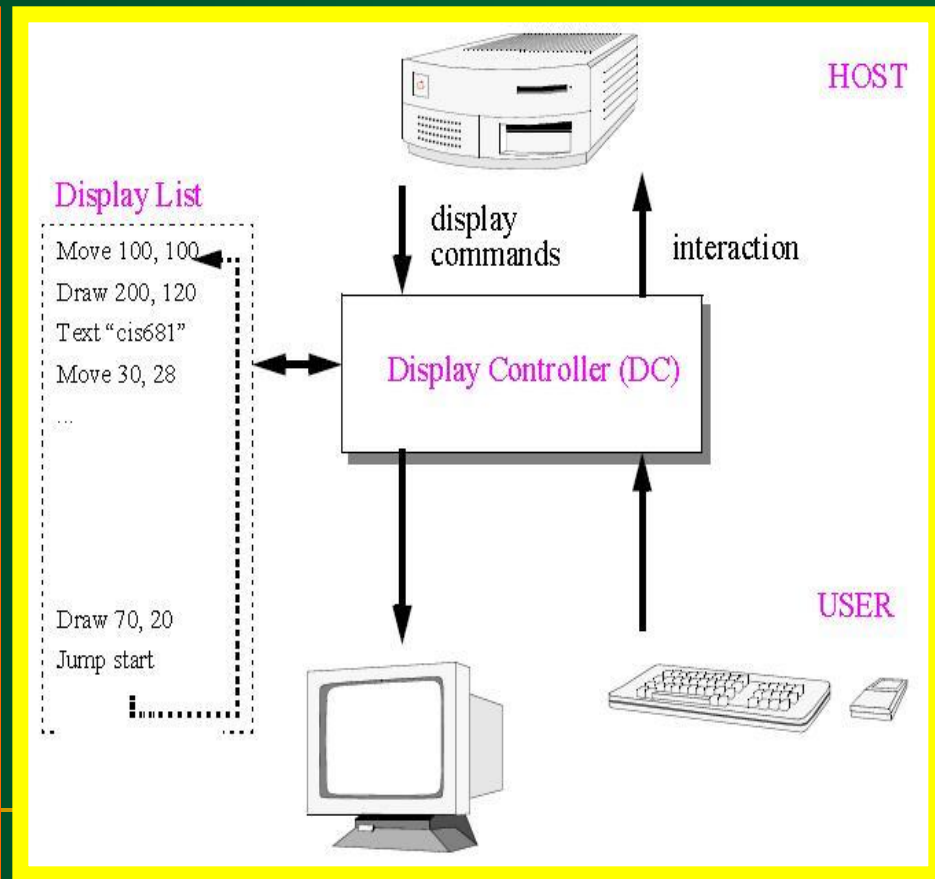 HOST
Display List
Move 100, 100
Draw 200, 120
Text “cis681”
Move 30, 28
...
Draw 70, 20
Jump start
display
commands
interaction
Display Controller (DC)
USER